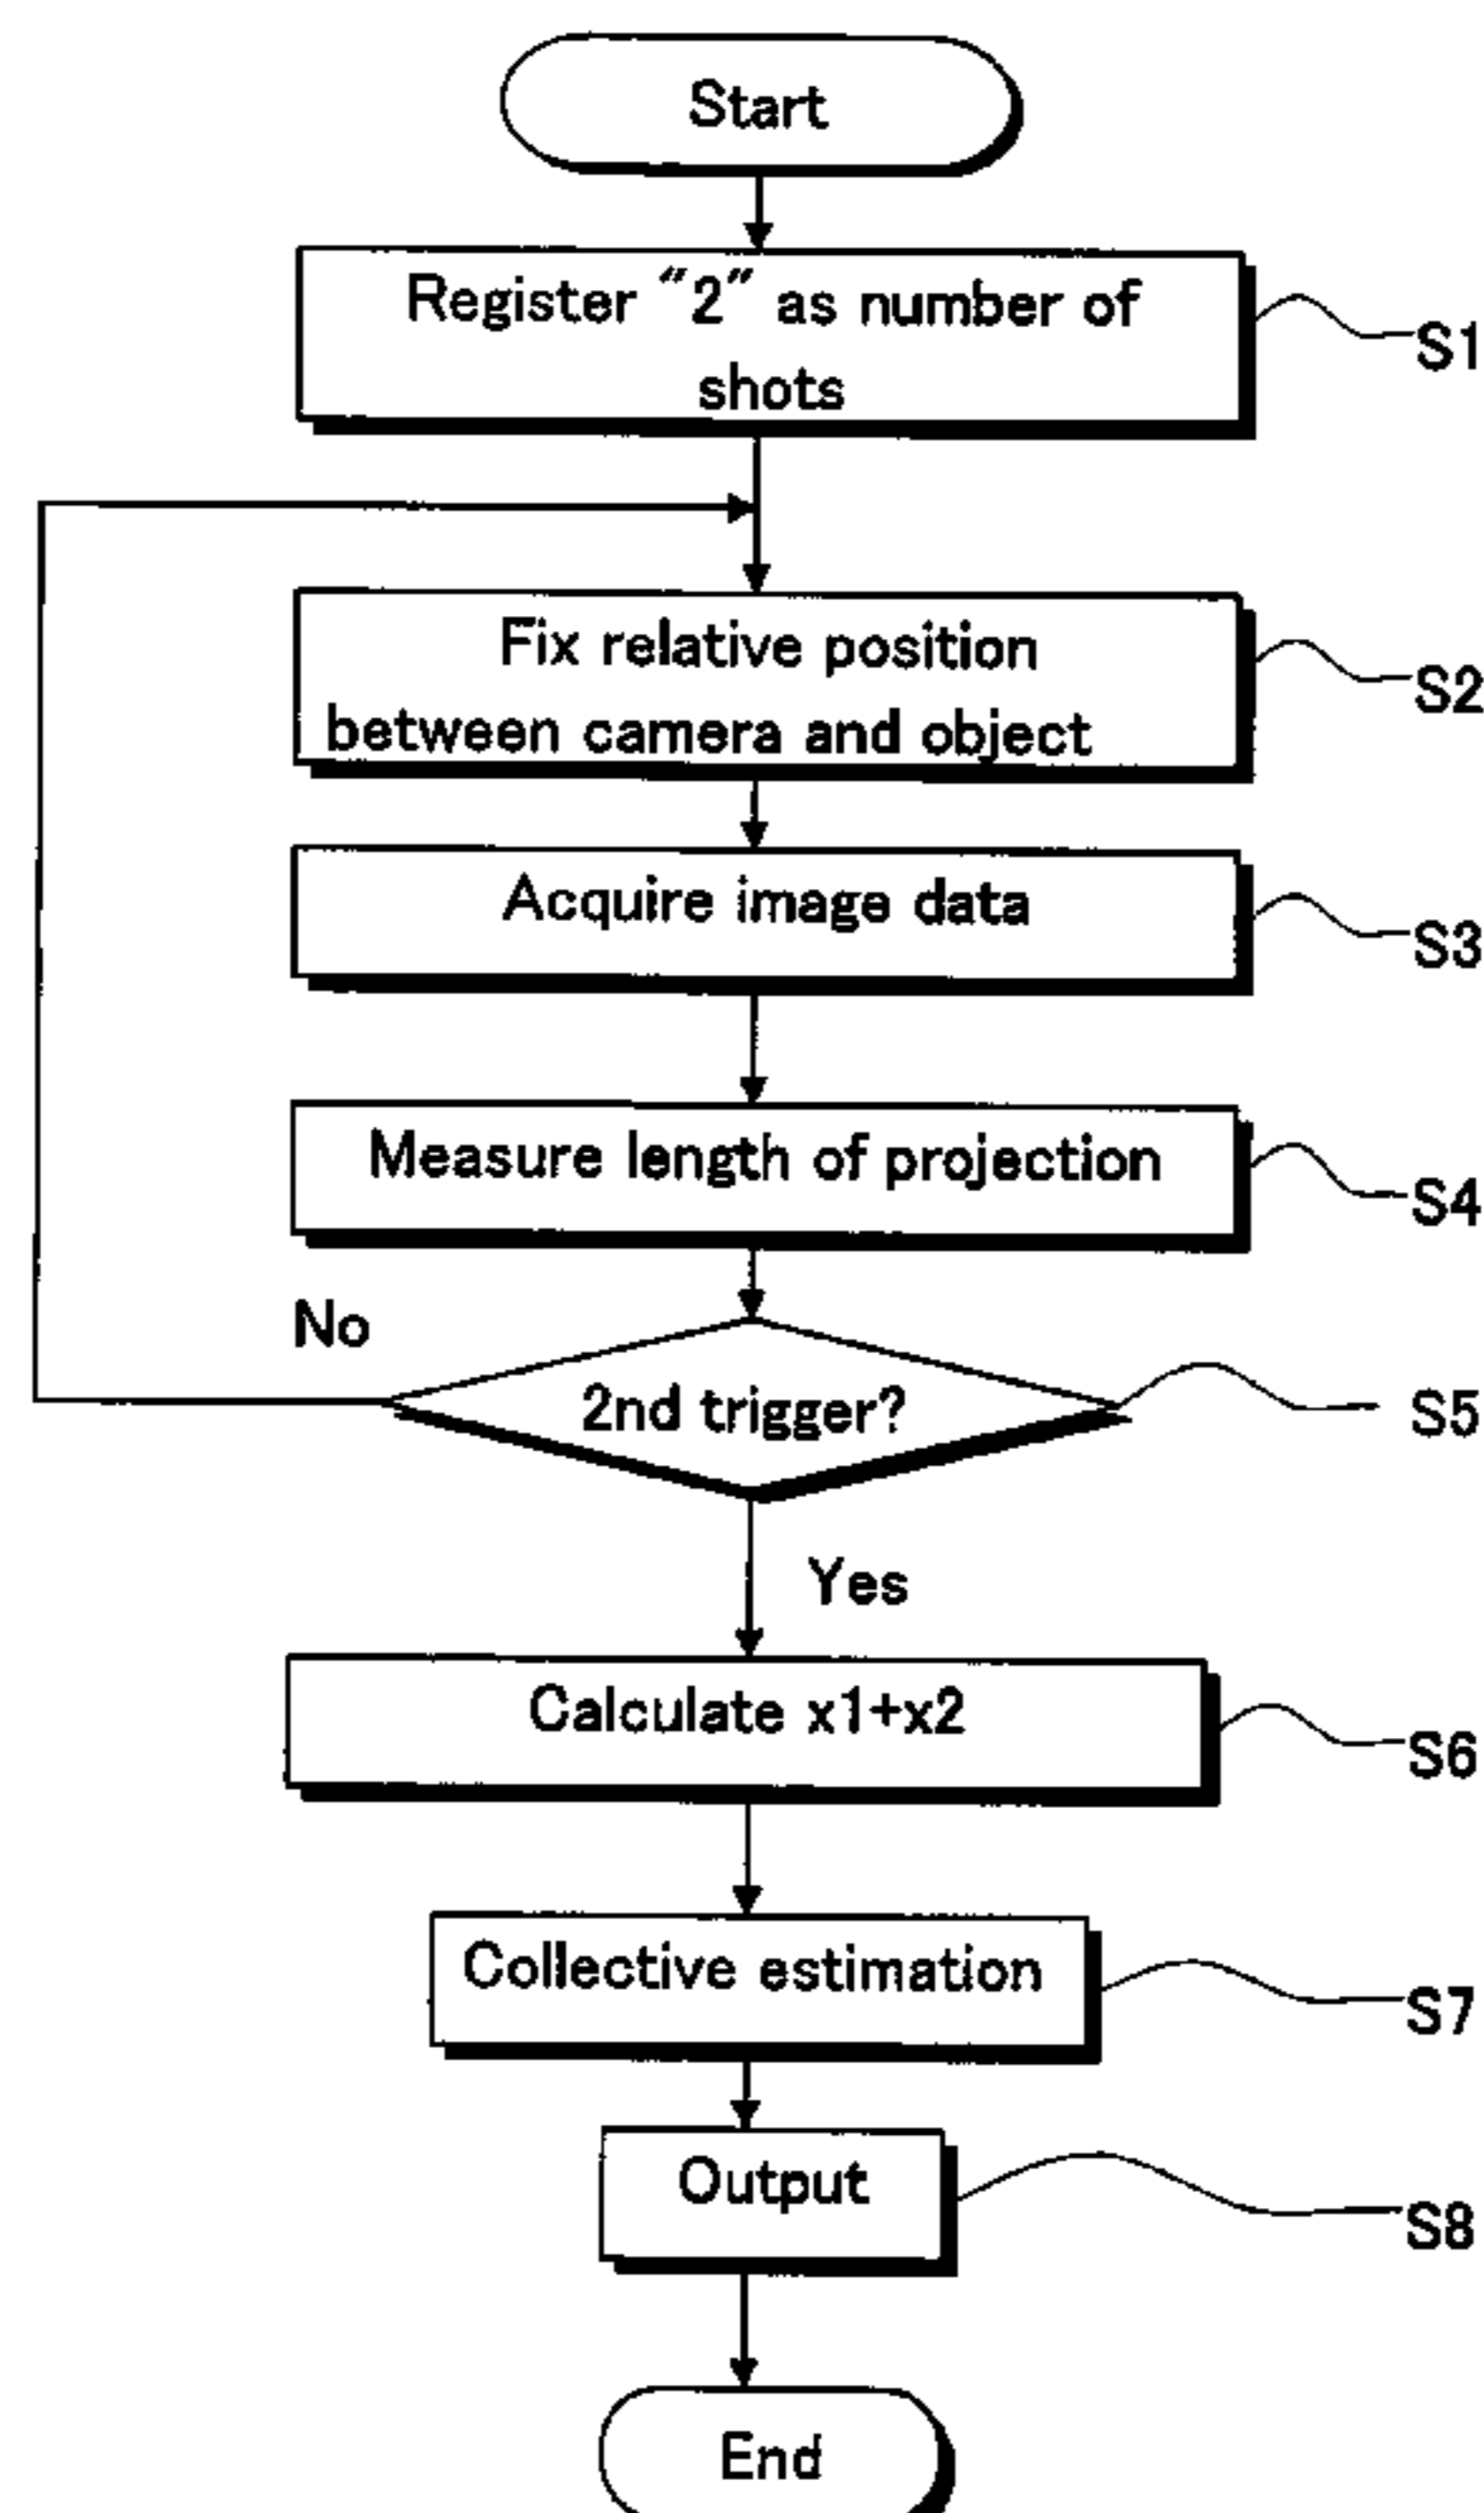 Start
Register "2" as number of
shots
S1
Fix relative position
between camera and object
S2
Acquire image data
S3
Measure length of projection
S4
No
2nd trigger?
S5
Yes
Calculate x1+x2
S6
Collective estimation
S7
Output
S8
End